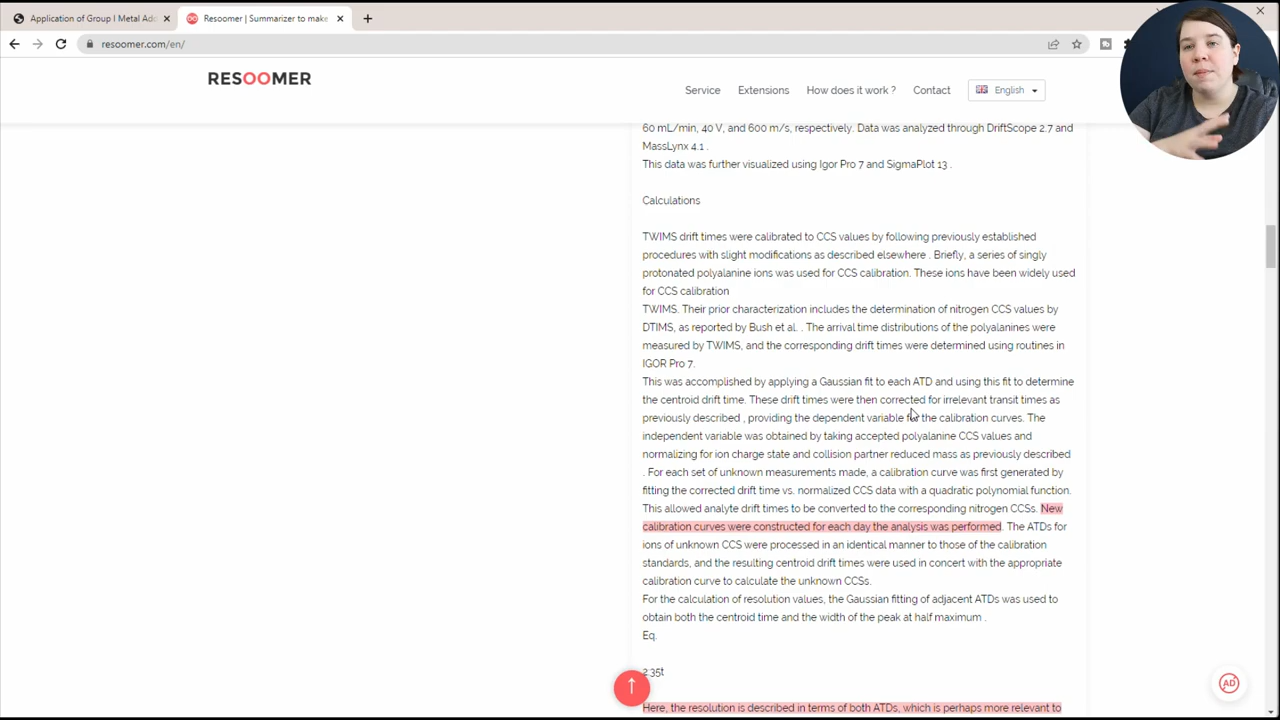 Application of Group I Metal Add
Resoomer | Summarizer to make
resoomer.com/en/
RESOOMER
Service
Extensions
How does it work ?
Contact
English
60 mL/min, 40 V, and 600 m/s, respectively. Data was analyzed through DriftScope 2.7 and
MassLynx 4.1 .
This data was further visualized using Igor Pro 7 and SigmaPlot 13 .
Calculations
TWIMS drift times were calibrated to CCS values by following previously established
procedures with slight modifications as described elsewhere . Briefly, a series of singly
protonated polyalanine ions was used for CCS calibration. These ions have been widely used
for CCS calibration
TWIMS. Their prior characterization includes the determination of nitrogen CCS values by
DTIMS, as reported by Bush et al. . The arrival time distributions of the polyalanines were
measured by TWIMS, and the corresponding drift times were determined using routines in
IGOR Pro 7.
This was accomplished by applying a Gaussian fit to each ATD and using this fit to determine
the centroid drift time. These drift times were then corrected for irrelevant transit times as
previously described , providing the dependent variable for the calibration curves. The
independent variable was obtained by taking accepted polyalanine CCS values and
normalizing for ion charge state and collision partner reduced mass as previously described
. For each set of unknown measurements made, a calibration curve was first generated by
fitting the corrected drift time vs. normalized CCS data with a quadratic polynomial function.
This allowed analyte drift times to be converted to the corresponding nitrogen CCSs. New
calibration curves were constructed for each day the analysis was performed. The ATDs for
ions of unknown CCS were processed in an identical manner to those of the calibration
standards, and the resulting centroid drift times were used in concert with the appropriate
calibration curve to calculate the unknown CCSs.
For the calculation of resolution values, the Gaussian fitting of adjacent ATDs was used to
obtain both the centroid time and the width of the peak at half maximum .
Eq.
2.35t
AD
Here, the resolution is described in terms of both ATDs, which is perhaps more relevant to